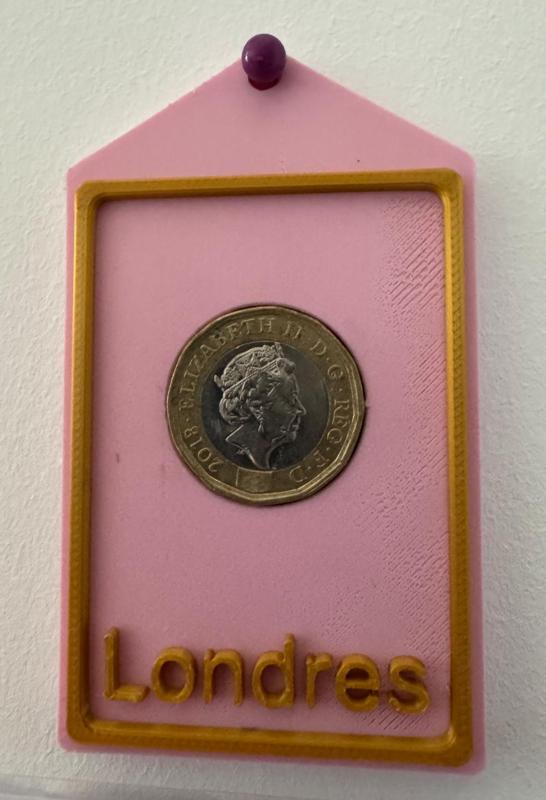 2018 · ELIZABETH II D · G · REG · F · D
Londres